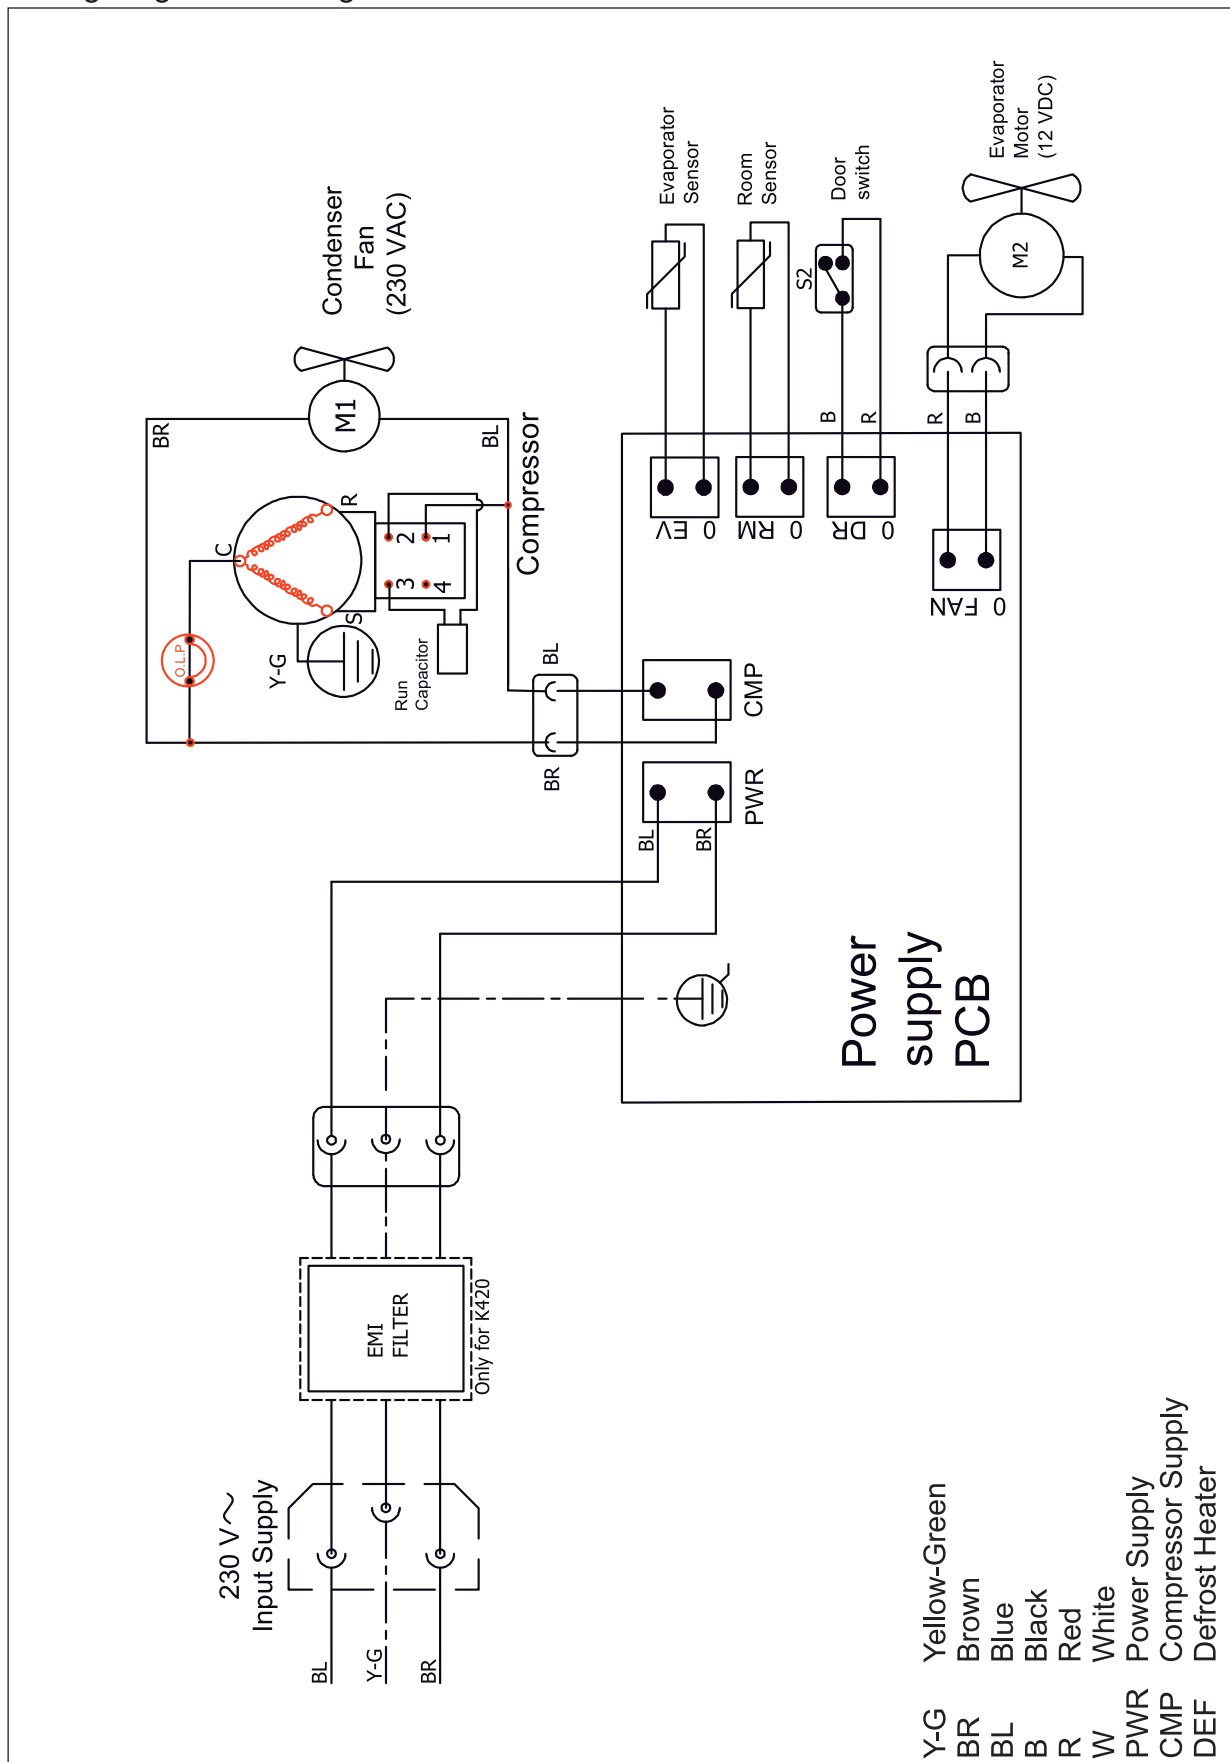 Condenser
Fan
(230 VAC)
Evaporator
Sensor
Room
Sensor
Door
switch
Evaporator
Motor
(12 VDC)
BR
M1
BL
Compressor
C
R
S
2
1
3
4
O.L.P
Y-G
Run
Capacitor
S2
M2
B
R
R
B
EV
0
RM
0
DR
0
FAN
0
BL
BR
CMP
PWR
BL
BR
Power
supply
PCB
EMI
FILTER
Only for K420
230 V~
Input Supply
BL
Y-G
BR
Y-G Yellow-Green
BR Brown
BL Blue
B Black
R Red
W White
PWR Power Supply
CMP Compressor Supply
DEF Defrost Heater